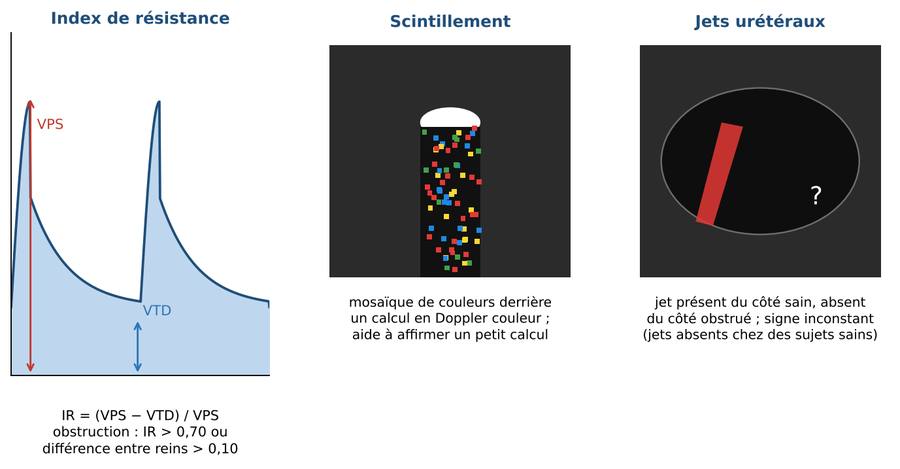 Index de résistance
VPS
VTD
IR = (VPS − VTD) / VPS
obstruction : IR > 0,70 ou
différence entre reins > 0,10
Scintillement
mosaïque de couleurs derrière
un calcul en Doppler couleur ;
aide à affirmer un petit calcul
Jets urétéraux
?
jet présent du côté sain, absent
du côté obstrué ; signe inconstant
(jets absents chez des sujets sains)